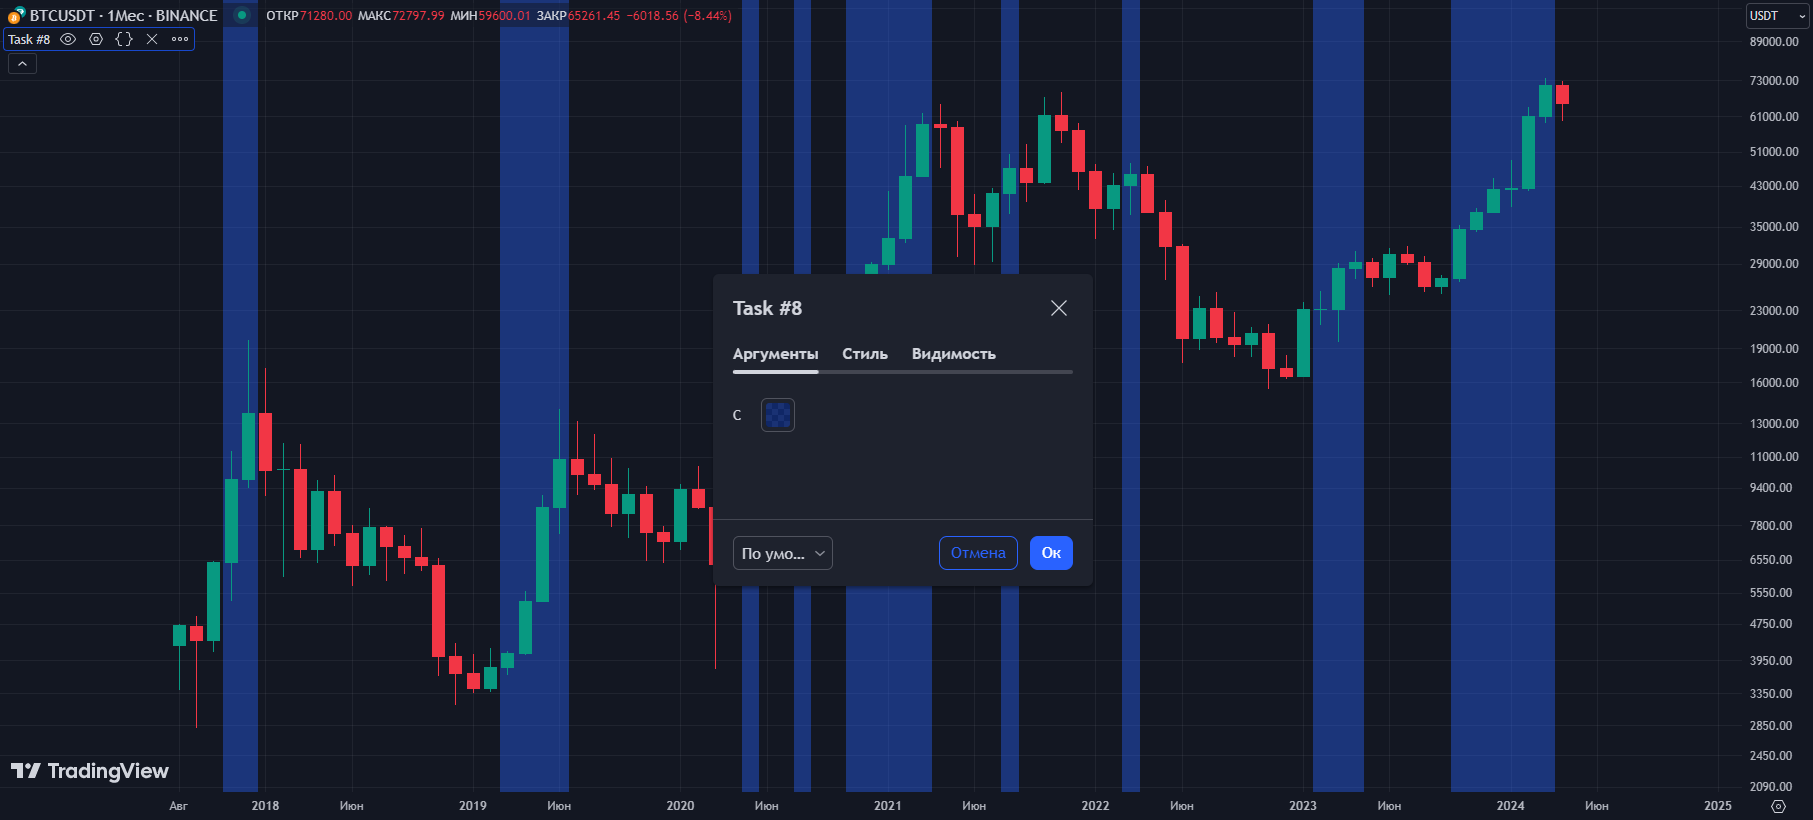 BTCUSDT · 1Мес · BINANCE ОТКР71280.00 МАКС72797.99 МИН59600.01 ЗАКР65261.45 −6018.56 (−8.44%)
USDT
Task #8
89000.00
73000.00
61000.00
51000.00
43000.00
35000.00
29000.00
23000.00
19000.00
16000.00
13000.00
11000.00
9400.00
7800.00
6550.00
5550.00
4750.00
3950.00
3350.00
2850.00
2450.00
2090.00
Task #8
Аргументы Стиль Видимость
C
По умо... Отмена Ок
TradingView
Авг 2018 Июн 2019 Июн 2020 Июн 2021 Июн 2022 Июн 2023 Июн 2024 Июн 2025